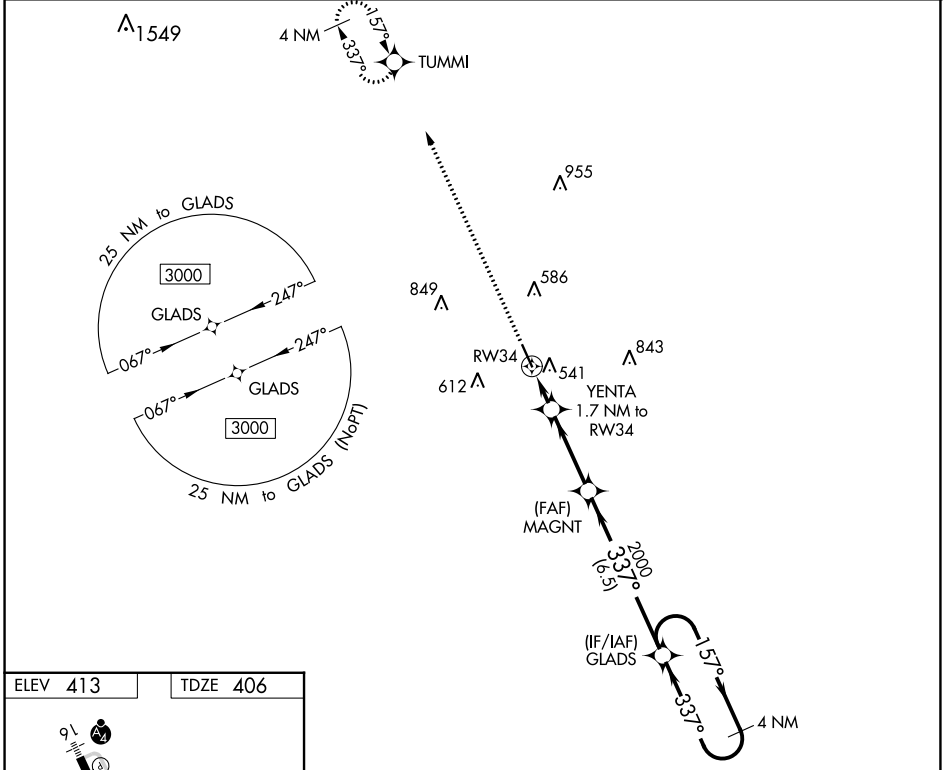 1549
4 NM
157°
337°
TUMMI
955
25 NM to GLADS
3000
586
849
GLADS
247°
067°
247°
RW34
541
843
612
067°
GLADS
YENTA
1.7 NM to
RW34
3000
25 NM to GLADS (NoPT)
(FAF)
MAGNT
2000
337°
(6.5)
(IF/IAF)
GLADS
157°
337°
4 NM
ELEV 413
TDZE 406
16
A4
P